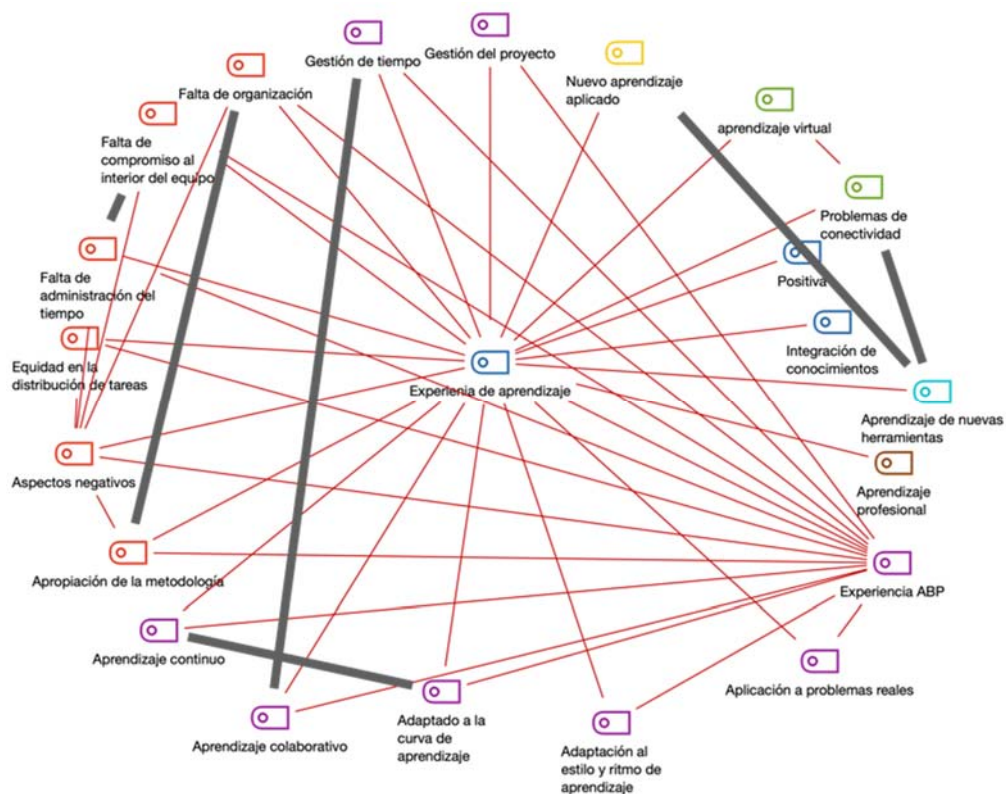 Gestión de tiempo
Gestión del proyecto
Nuevo aprendizaje
aplicado
Falta de organización
aprendizaje virtual
Falta de
compromiso al
interior del equipo
Problemas de
conectividad
Falta de
administración del
tiempo
Positiva
Equidad en la
distribución de tareas
Integración de
conocimientos
Experienia de aprendizaje
Aprendizaje de nuevas
herramientas
Aspectos negativos
Aprendizaje
profesional
Apropiación de la metodología
Experiencia ABP
Aprendizaje continuo
Aplicación a problemas reales
Aprendizaje colaborativo
Adaptado a la
curva de
aprendizaje
Adaptación al
estilo y ritmo de
aprendizaje